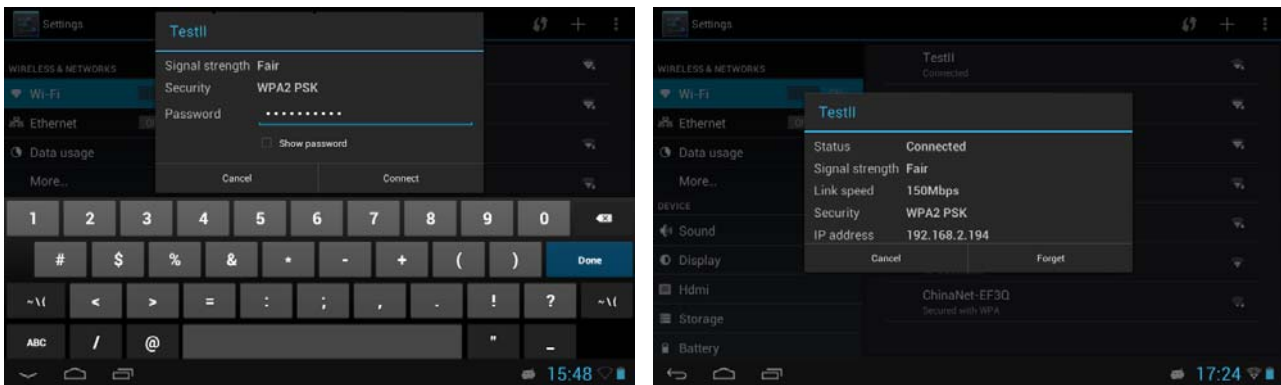 Settings
TestII
WIRELESS & NETWORKS
Signal strength Fair
Security WPA2 PSK
Wi-Fi
Password ••••••••••
Ethernet
Show password
Data usage
Cancel Connect
More...
1 2 3 4 5 6 7 8 9 0
# $ % & * - + ( ) Done
~\{ < > = : ; , . ! ? ~\{
ABC / @ " _
15:48
Settings
TestII
Connected
WIRELESS & NETWORKS
Wi-Fi
TestII
Ethernet
Status Connected
Data usage
Signal strength Fair
More...
Link speed 150Mbps
DEVICE
Security WPA2 PSK
Sound
IP address 192.168.2.194
Display
Cancel Forget
Hdmi
ChinaNet-EF3Q
Secured with WPA
Storage
Battery
17:24